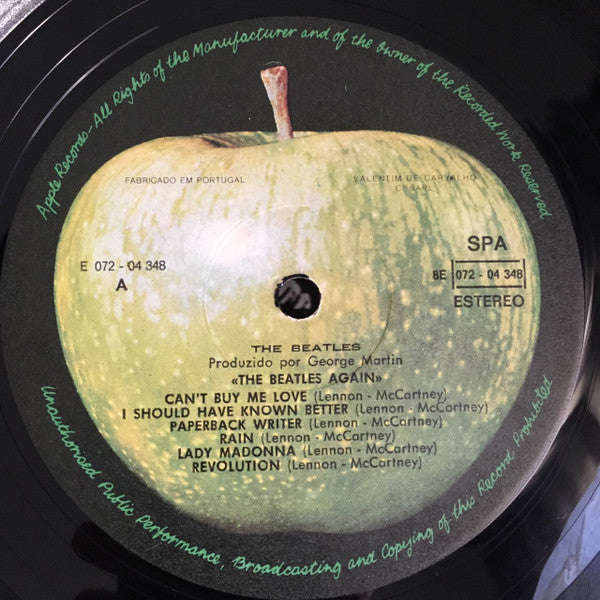 Apple Records-All Rights of the Manufacturer and of the Owner of the Recorded Work Reserved
FABRICADO EM PORTUGAL
VALENTIM DE CARVALHO
CI SARL
SPA
E 072 - 04 348
A
8E 072 - 04 348
ESTEREO
THE BEATLES
Produzido por George Martin
«THE BEATLES AGAIN»
CAN'T BUY ME LOVE (Lennon - McCartney)
I SHOULD HAVE KNOWN BETTER (Lennon - McCartney)
PAPERBACK WRITER (Lennon - McCartney)
RAIN (Lennon - McCartney)
LADY MADONNA (Lennon - McCartney)
REVOLUTION (Lennon - McCartney)
Unauthorised Public Performance, Broadcasting and Copying of this Record Prohibited